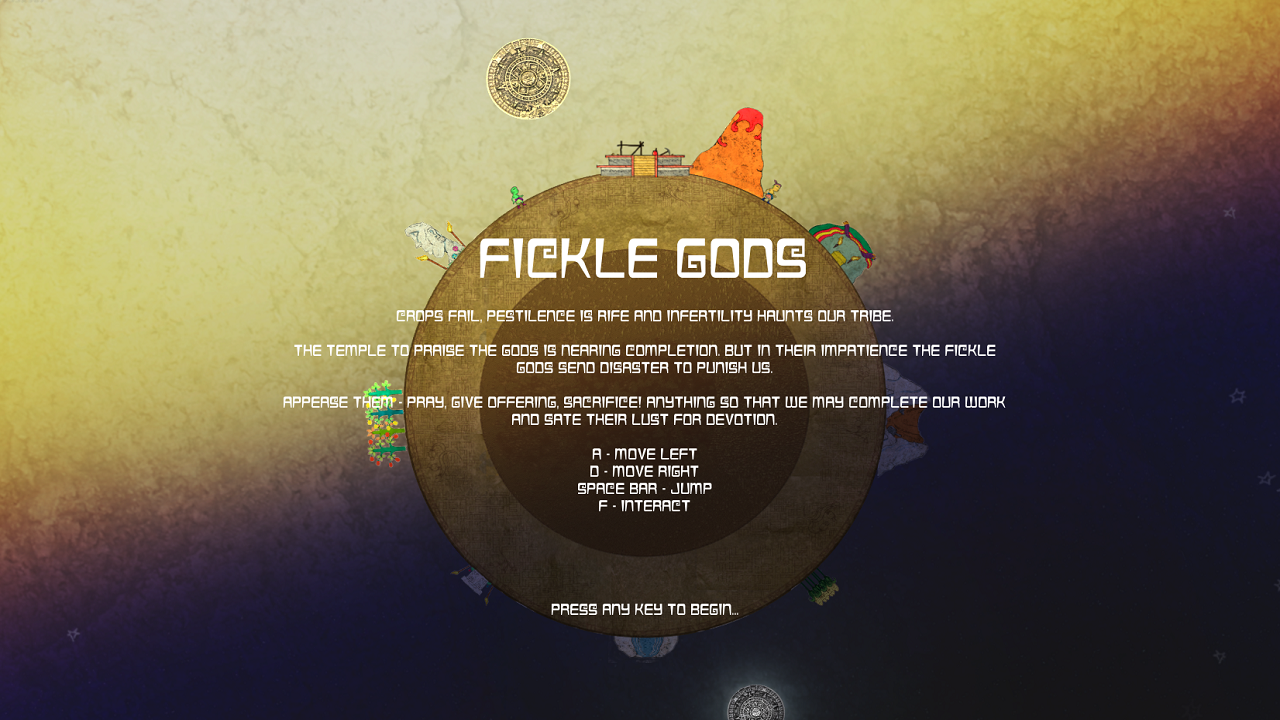 FICKLE GODS
CROPS FAIL, PESTILENCE IS RIFE AND INFERTILITY HAUNTS OUR TRIBE.
THE TEMPLE TO PRAISE THE GODS IS NEARING COMPLETION. BUT IN THEIR IMPATIENCE THE FICKLE
GODS SEND DISASTER TO PUNISH US.
APPEASE THEM - PRAY, GIVE OFFERING, SACRIFICE! ANYTHING SO THAT WE MAY COMPLETE OUR WORK
AND SATE THEIR LUST FOR DEVOTION.
A - MOVE LEFT
D - MOVE RIGHT
SPACE BAR - JUMP
F - INTERACT
PRESS ANY KEY TO BEGIN...